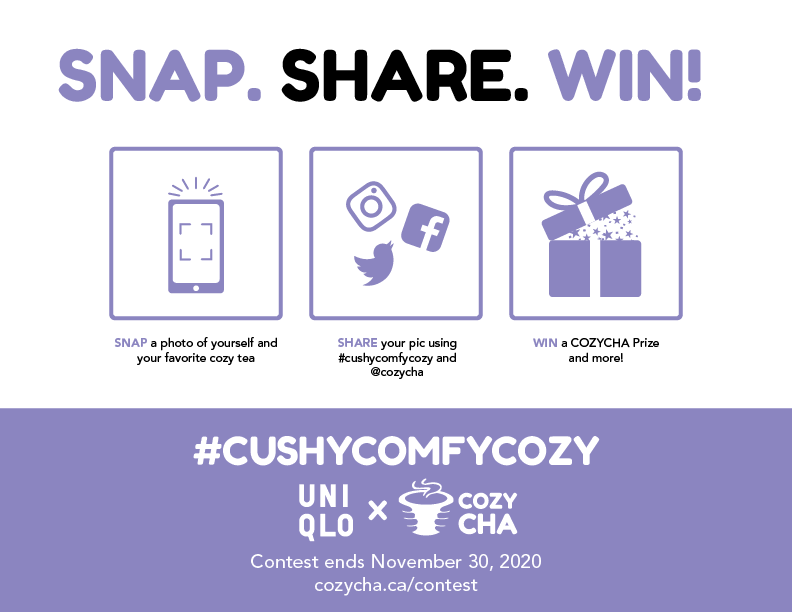 SNAP. SHARE. WIN!
SNAP a photo of yourself and
your favorite cozy tea
SHARE your pic using
#cushycomfycozy and
@cozycha
WIN a COZYCHA Prize
and more!
#CUSHYCOMFYCOZY
UNI
QLO
x
COZY
CHA
Contest ends November 30, 2020
cozycha.ca/contest